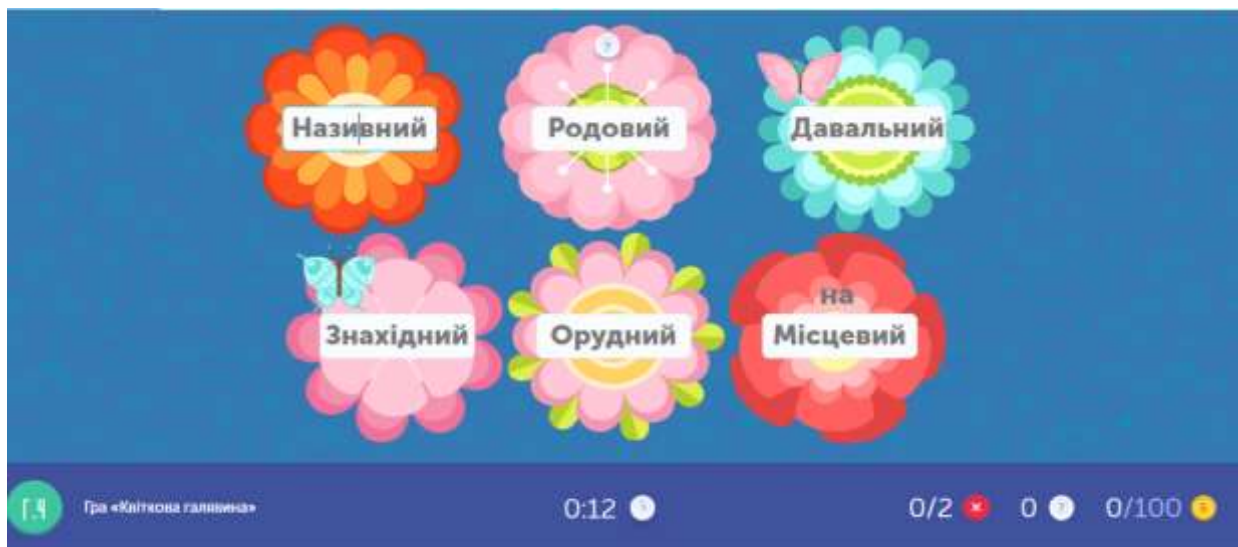 Називний
Родовий
Давальний
Знахідний
Орудний
на
Місцевий
Г.Ч
Гра «Квіткова галявина»
0:12
0/2
0
0/100